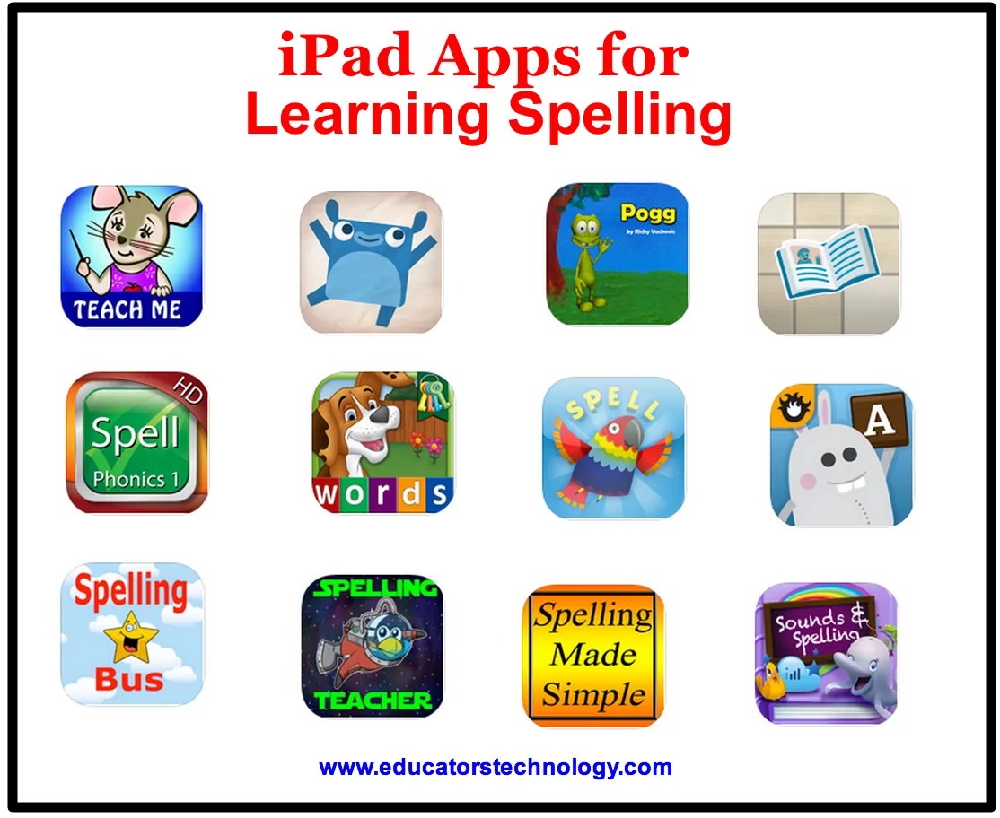 iPad Apps for
Learning Spelling
TEACH ME
Pogg
by Ricky Vuckovic
HD
Spell
Phonics 1
words
SPELL
A
Spelling
Bus
SPELLING
TEACHER
Spelling
Made
Simple
Sounds &
Spelling
www.educatorstechnology.com